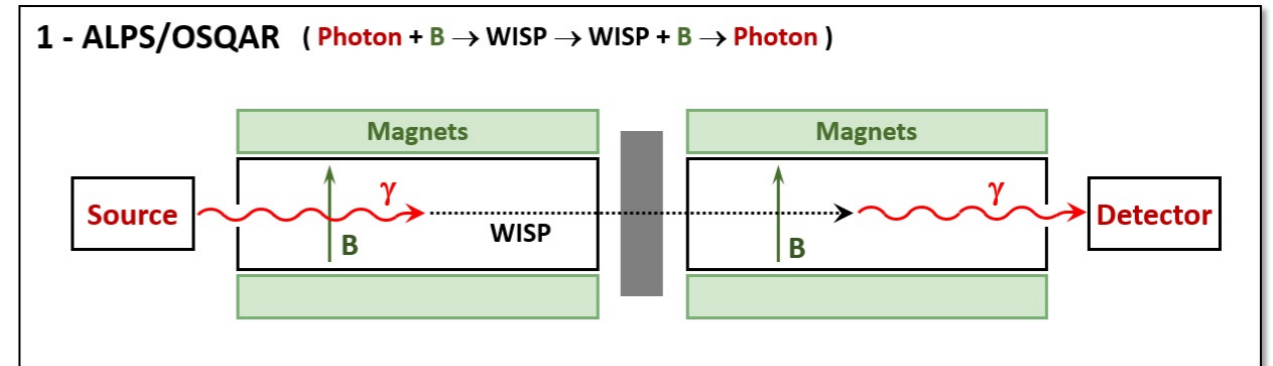 1 - ALPS/OSQAR ( Photon + B → WISP → WISP + B → Photon )
Magnets Magnets
γ γ
Source Detector
WISP
B B